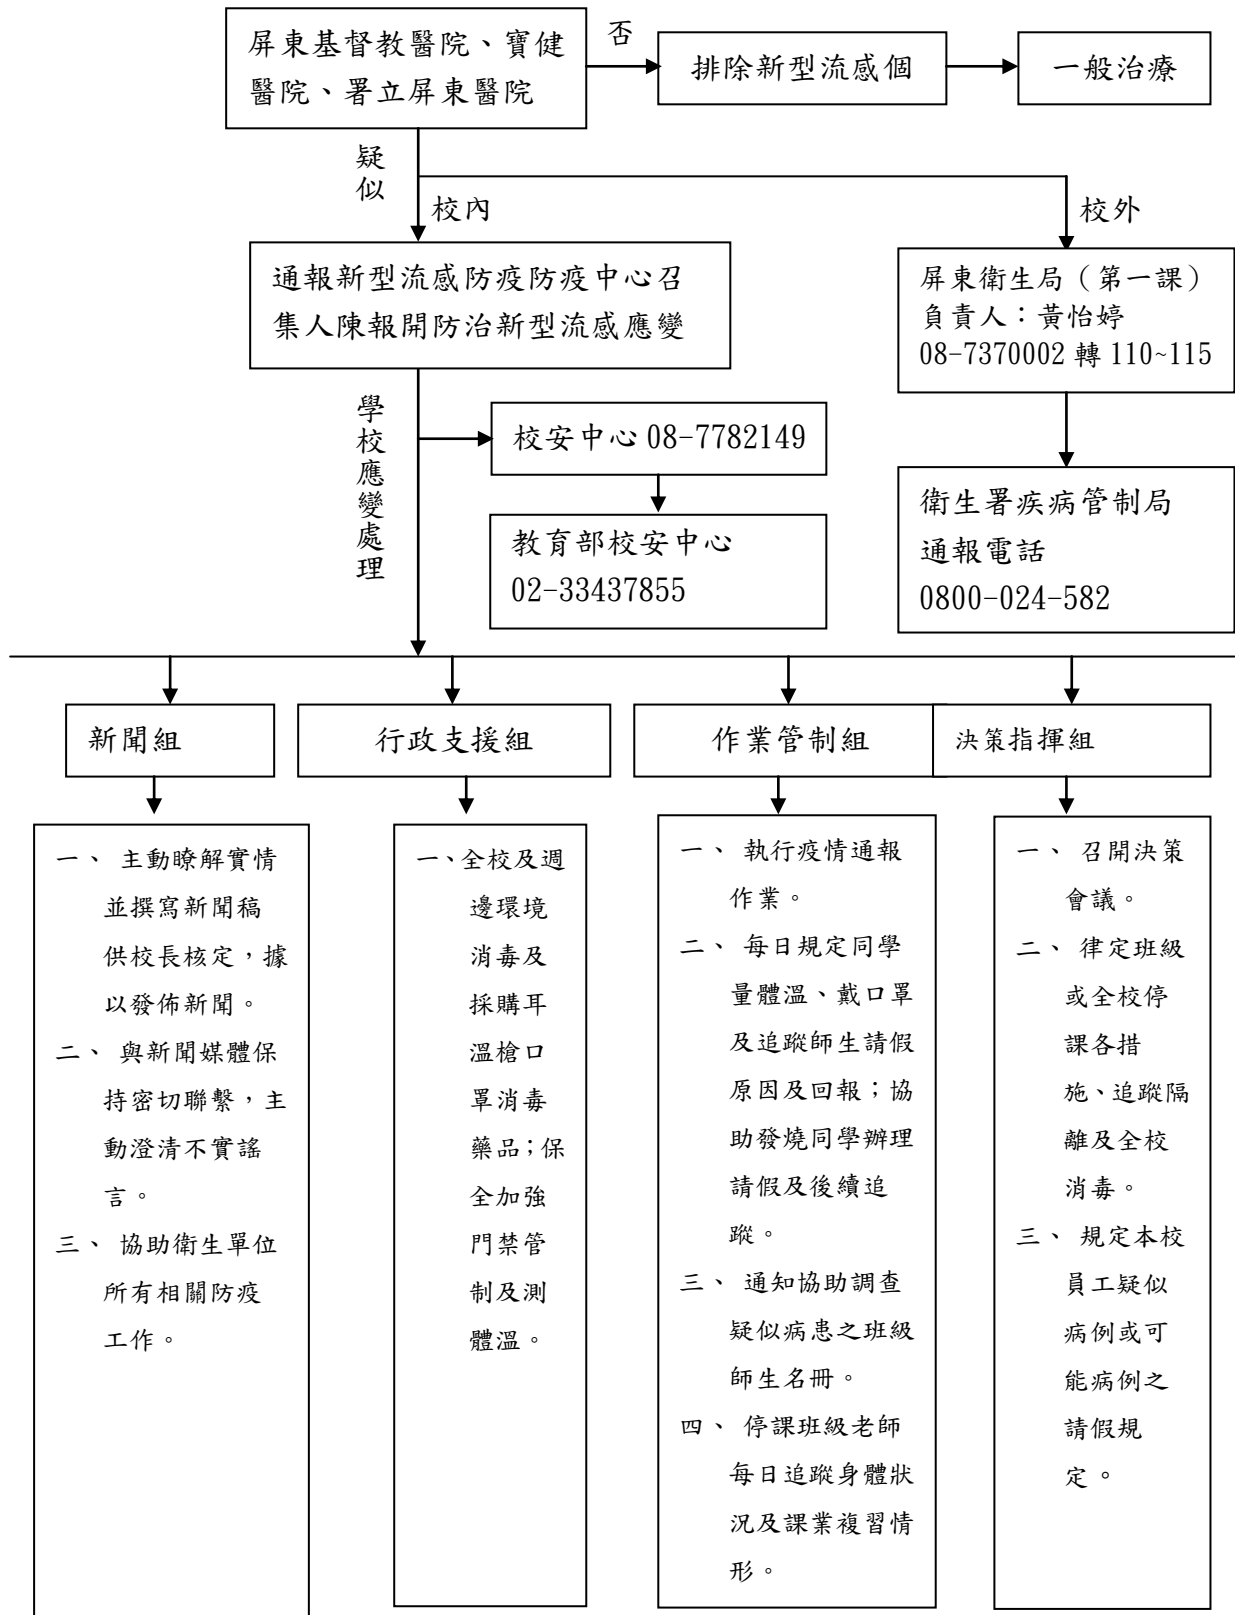 屏東基督教醫院、寶健
醫院、署立屏東醫院
否
排除新型流感個
一般治療
疑
似
校內
校外
通報新型流感防疫防疫中心召
集人陳報開防治新型流感應變
屏東衛生局（第一課）
負責人：黃怡婷
08-7370002 轉 110~115
學
校
應
變
處
理
校安中心 08-7782149
教育部校安中心
02-33437855
衛生署疾病管制局
通報電話
0800-024-582
新聞組
行政支援組
作業管制組
決策指揮組
一、 主動瞭解實情
並撰寫新聞稿
供校長核定，據
以發佈新聞。
二、 與新聞媒體保
持密切聯繫，主
動澄清不實謠
言。
三、 協助衛生單位
所有相關防疫
工作。
一、全校及週
邊環境
消毒及
採購耳
溫槍口
罩消毒
藥品；保
全加強
門禁管
制及測
體溫。
一、 執行疫情通報
作業。
二、 每日規定同學
量體溫、戴口罩
及追蹤師生請假
原因及回報；協
助發燒同學辦理
請假及後續追
蹤。
三、 通知協助調查
疑似病患之班級
師生名冊。
四、 停課班級老師
每日追蹤身體狀
況及課業複習情
形。
一、 召開決策
會議。
二、 律定班級
或全校停
課各措
施、追蹤隔
離及全校
消毒。
三、 規定本校
員工疑似
病例或可
能病例之
請假規
定。